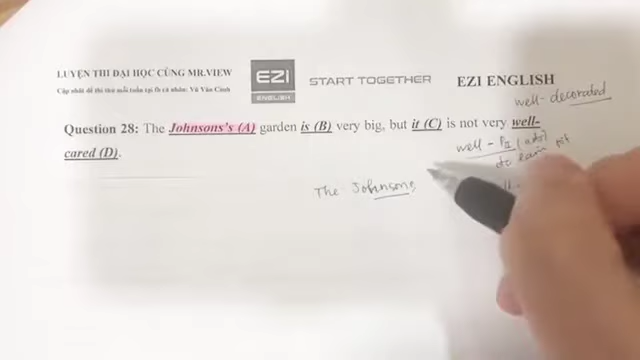 LUYỆN THI ĐẠI HỌC CÙNG MR.VIEW
Cập nhật đề thi thử mỗi tuần tại fb cá nhân: Vũ Văn Cảnh
EZI
ENGLISH
START TOGETHER
EZI ENGLISH
well-decorated
Question 28: The Johnsons's (A) garden is (B) very big, but it (C) is not very well-
cared (D).
well - PII (adj)
The Johnsons